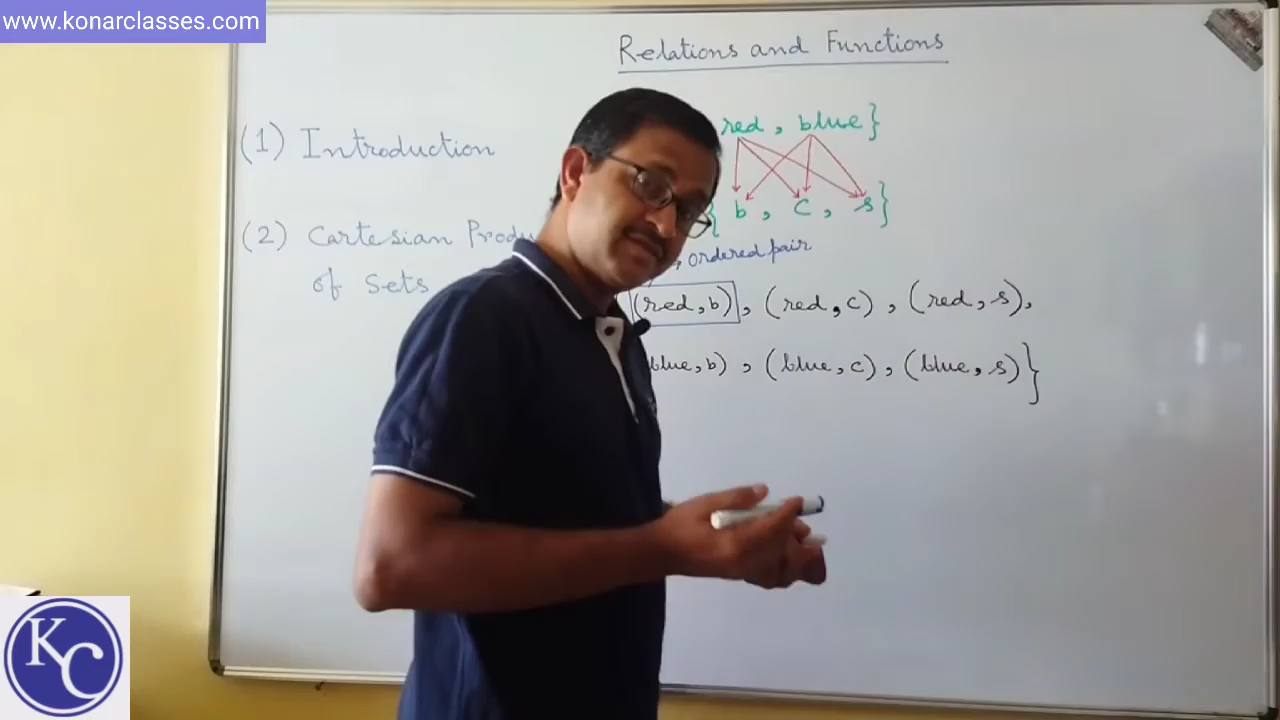 www.konarclasses.com
Relations and Functions
(1) Introduction
red, blue}
{ b, c, s }
(2) Cartesian
of Sets
ordered pair
(red, b), (red, c), (red, s),
blue, b), (blue, c), (blue, s)}
KC